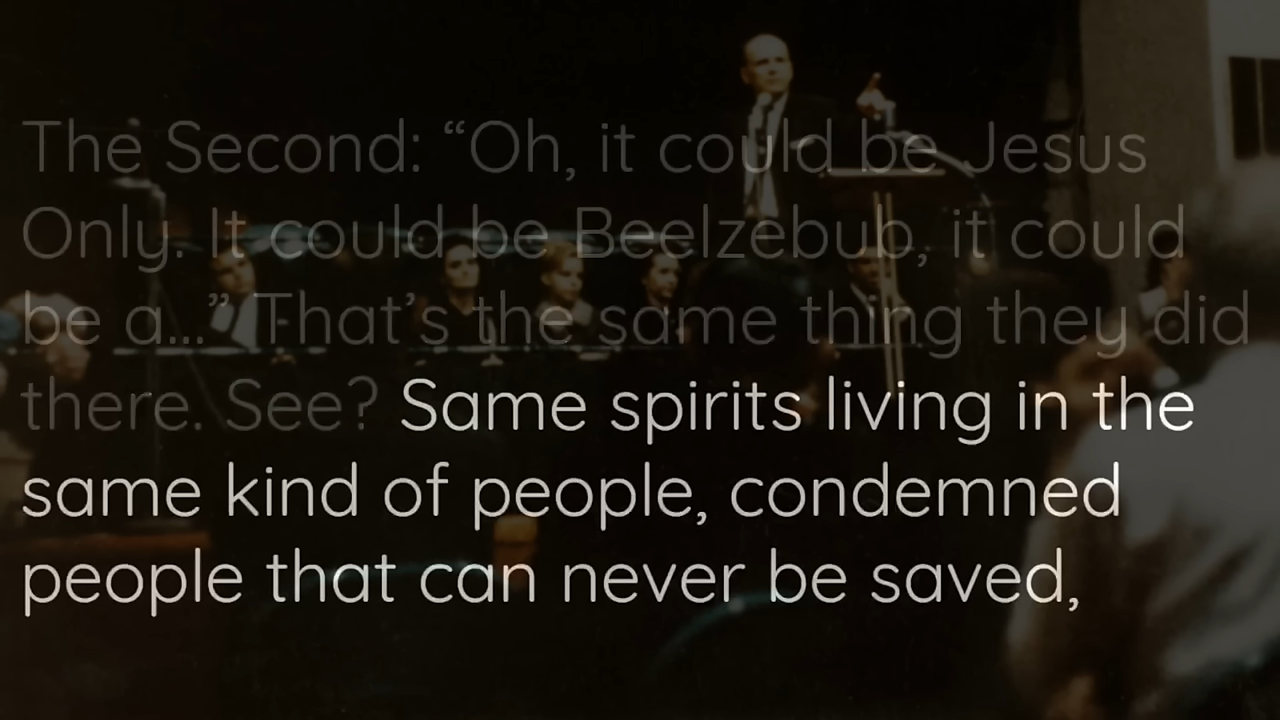 The Second: “Oh, it could be Jesus
Only. It could be Beelzebub, it could
be a...” That’s the same thing they did
there. See? Same spirits living in the
same kind of people, condemned
people that can never be saved,